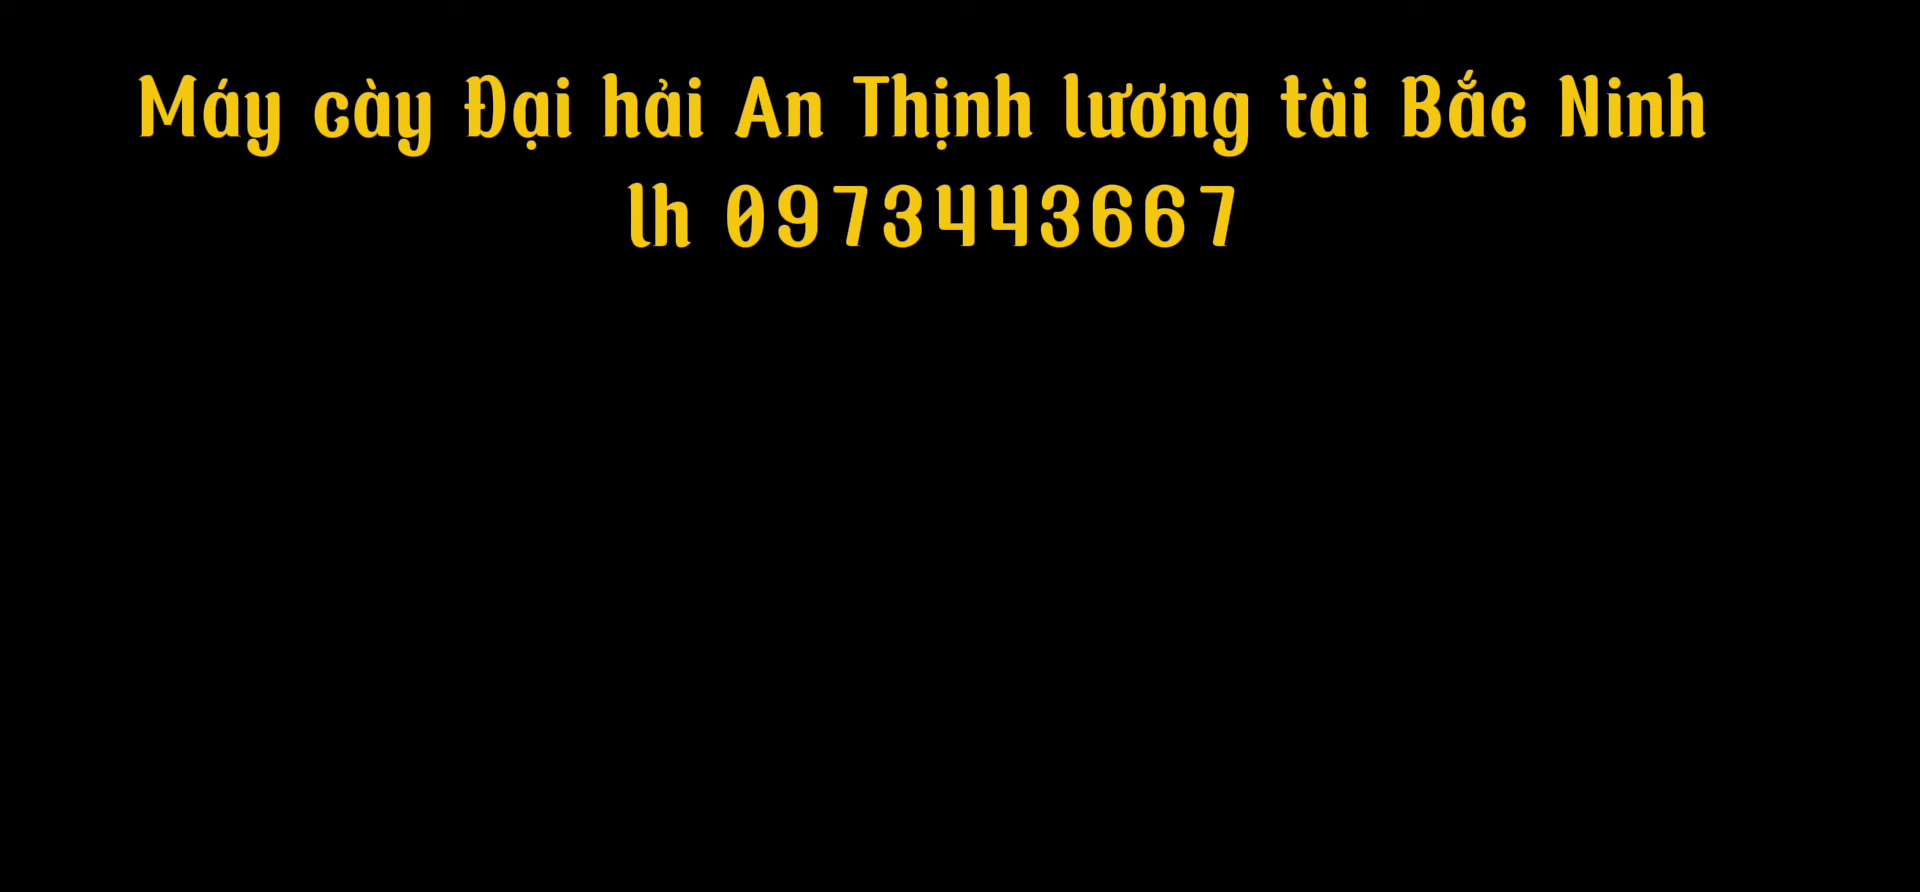 Máy cày Đại hải An Thịnh lương tài Bắc Ninh
lh 0973443667